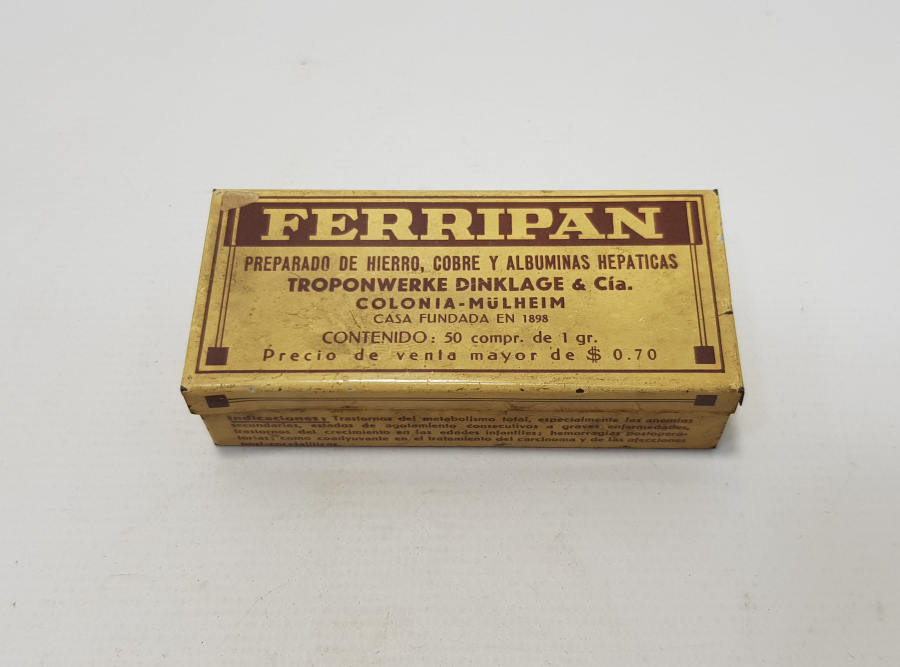 FERRIPAN
PREPARADO DE HIERRO, COBRE Y ALBUMINAS HEPATICAS
TROPONWERKE DINKLAGE & Cía.
COLONIA-MüLHEIM
CASA FUNDADA EN 1898
CONTENIDO: 50 compr. de 1 gr.
Precio de venta mayor de $ 0.70
Indicaciones: Trastornos del metabolismo total, especialmente las anemias
secundarias, estados de agotamiento consecutivos a graves enfermedades,
trastornos del crecimiento en las edades infantiles; hemorragias postopera-
torias; como coadyuvante en el tratamiento del carcinoma y de las afecciones